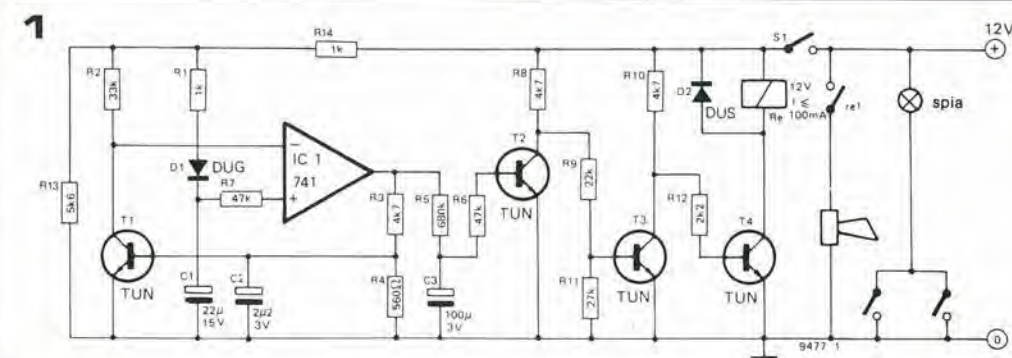 1
R14
1k
S1
12V
+
R2
33k
R1
1k
R8
4k7
R10
4k7
D2
DUS
12V
I ≤
100mA
Re
re1
spia
D1
DUG
R7
47k
−
IC 1
741
+
T2
TUN
R9
22k
R13
5k6
R3
4k7
R5
680k
R6
47k
T1
TUN
T3
TUN
R12
2k2
T4
TUN
C1
22µ
15V
C2
2µ2
3V
R4
560Ω
C3
100µ
3V
R11
27k
9477 1
0